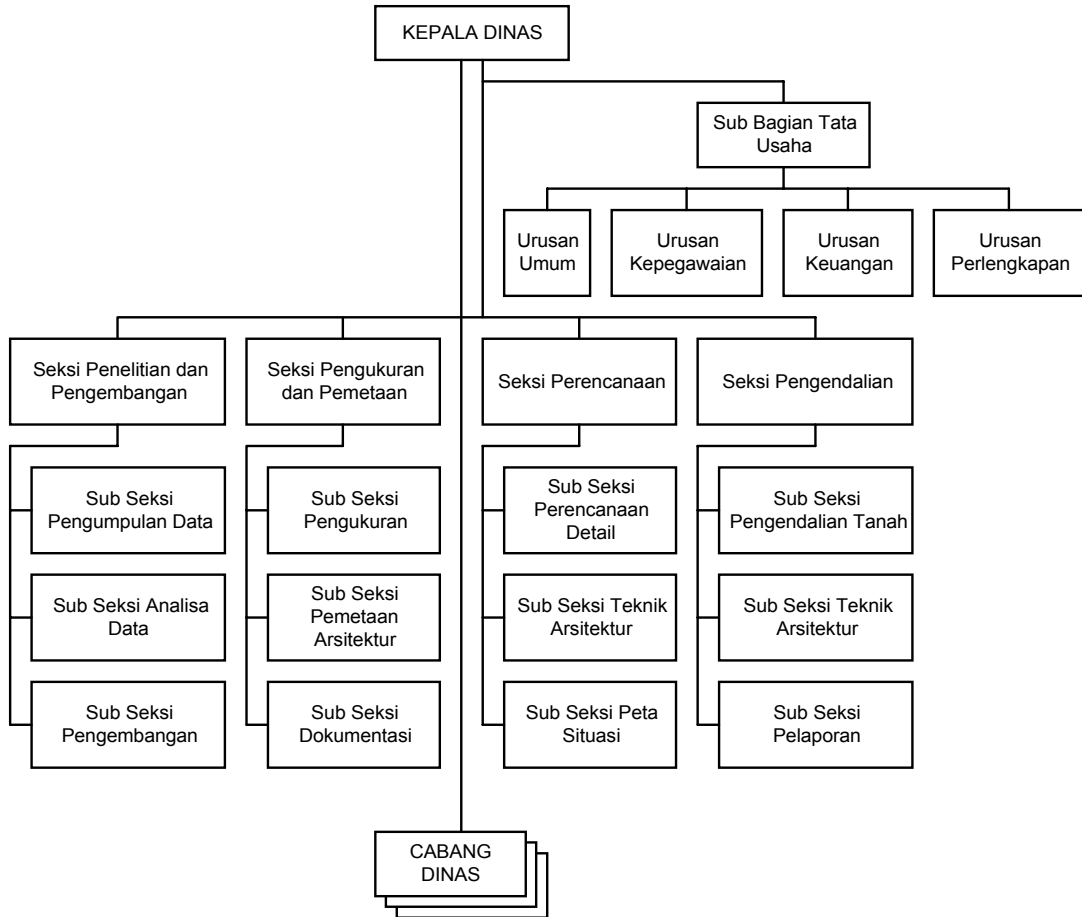 KEPALA DINAS
Sub Bagian Tata
Usaha
Urusan
Umum
Urusan
Kepegawaian
Urusan
Keuangan
Urusan
Perlengkapan
Seksi Penelitian dan
Pengembangan
Seksi Pengukuran
dan Pemetaan
Seksi Perencanaan
Seksi Pengendalian
Sub Seksi
Pengumpulan Data
Sub Seksi
Pengukuran
Sub Seksi
Perencanaan
Detail
Sub Seksi
Pengendalian Tanah
Sub Seksi Analisa
Data
Sub Seksi
Pemetaan
Arsitektur
Sub Seksi Teknik
Arsitektur
Sub Seksi Teknik
Arsitektur
Sub Seksi
Pengembangan
Sub Seksi
Dokumentasi
Sub Seksi Peta
Situasi
Sub Seksi
Pelaporan
CABANG
DINAS